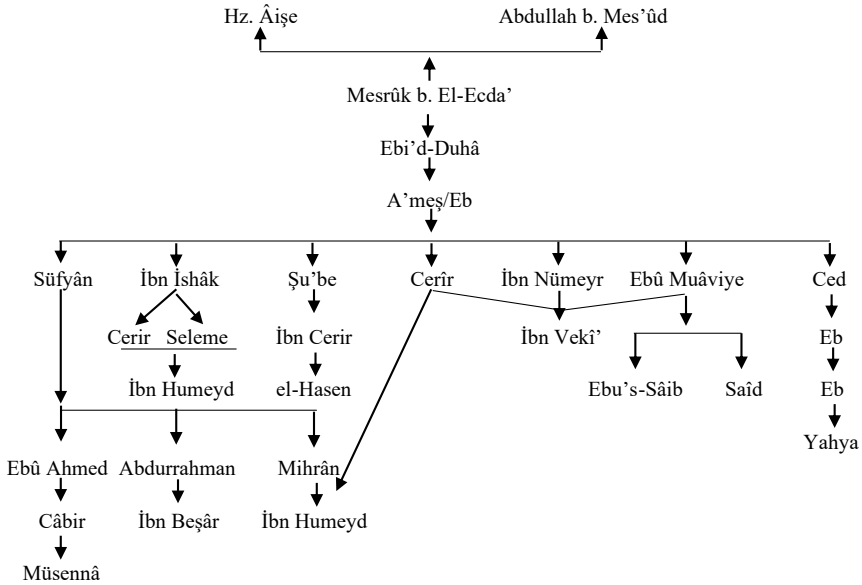 Hz. Âişe Abdullah b. Mes’ûd
Mesrûk b. El-Ecda’
Ebi’d-Duhâ
A’meş/Eb
Süfyân İbn İshâk Şu’be Cerîr İbn Nümeyr Ebû Muâviye Ced
Cerir Seleme İbn Cerir İbn Vekî’ Eb
İbn Humeyd el-Hasen Ebu’s-Sâib Saîd Eb
Yahya
Ebû Ahmed Abdurrahman Mihrân
Câbir İbn Beşâr İbn Humeyd
Müsennâ